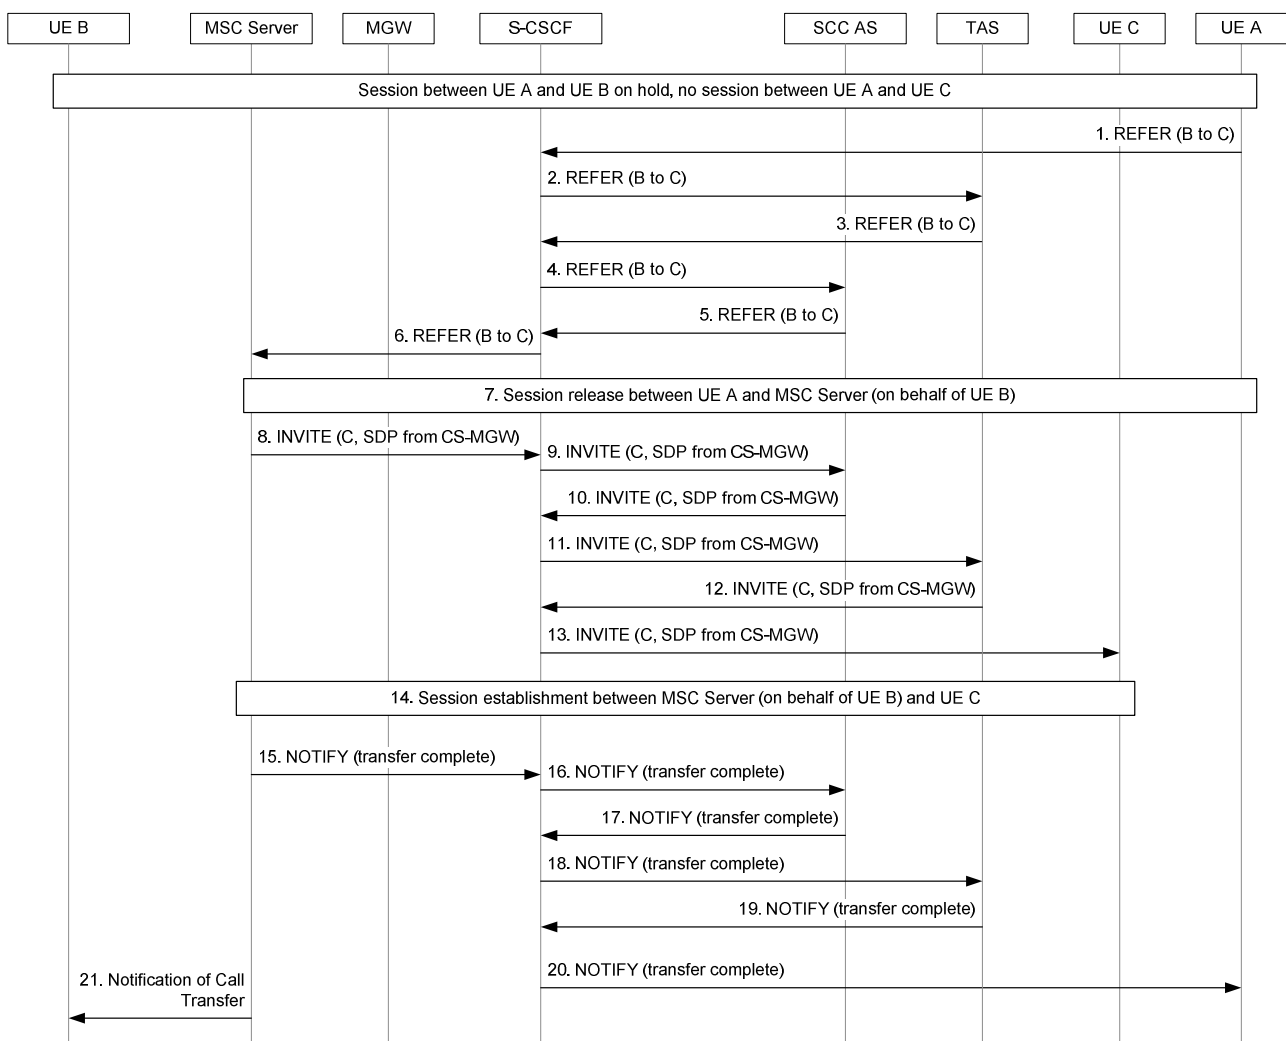 UE B
MSC Server
MGW
S-CSCF
SCC AS
TAS
UE C
UE A
Session between UE A and UE B on hold, no session between UE A and UE C
1. REFER (B to C)
2. REFER (B to C)
3. REFER (B to C)
4. REFER (B to C)
5. REFER (B to C)
6. REFER (B to C)
7. Session release between UE A and MSC Server (on behalf of UE B)
8. INVITE (C, SDP from CS-MGW)
9. INVITE (C, SDP from CS-MGW)
10. INVITE (C, SDP from CS-MGW)
11. INVITE (C, SDP from CS-MGW)
12. INVITE (C, SDP from CS-MGW)
13. INVITE (C, SDP from CS-MGW)
14. Session establishment between MSC Server (on behalf of UE B) and UE C
15. NOTIFY (transfer complete)
16. NOTIFY (transfer complete)
17. NOTIFY (transfer complete)
18. NOTIFY (transfer complete)
19. NOTIFY (transfer complete)
20. NOTIFY (transfer complete)
21. Notification of Call
Transfer